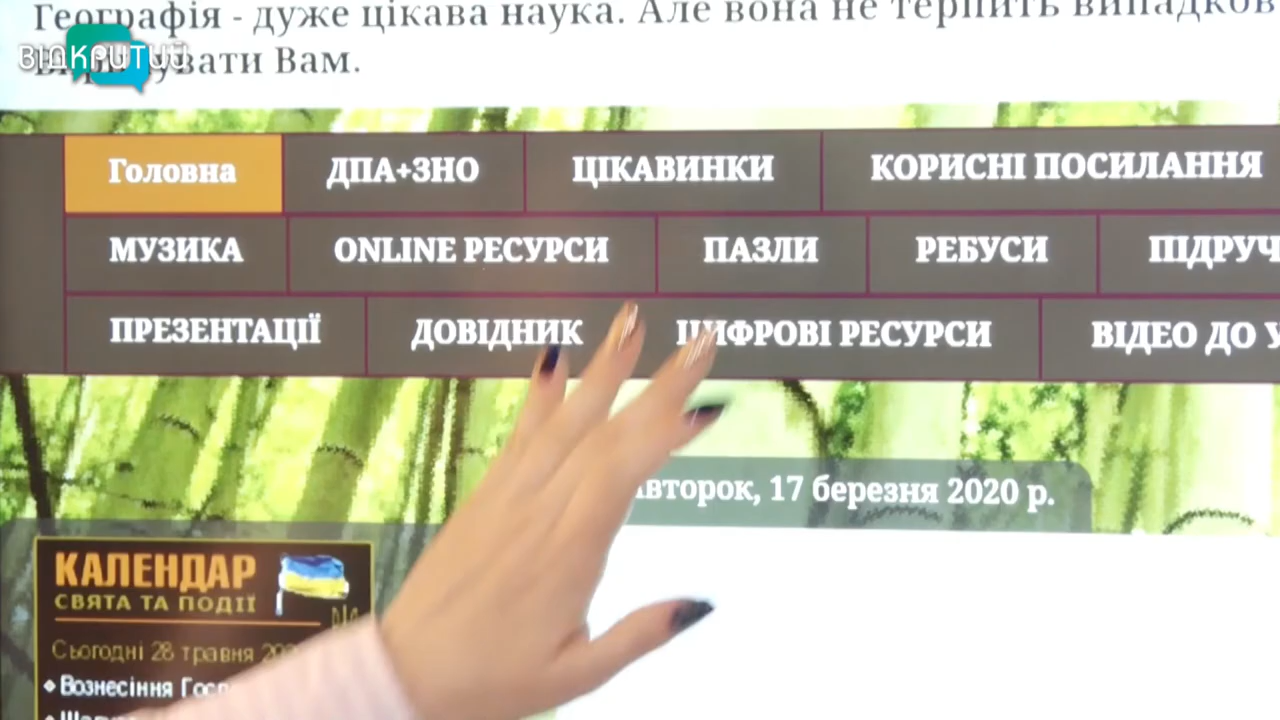 Географія - дуже цікава наука. Але вона не терпить
вати Вам.
ВІДКРИТИЙ
Головна
ДПА+ЗНО
ЦІКАВИНКИ
КОРИСНІ ПОСИЛАННЯ
МУЗИКА
ONLINE РЕСУРСИ
ПАЗЛИ
РЕБУСИ
ПІДРУЧ
ПРЕЗЕНТАЦІЇ
ДОВІДНИК
ЦИФРОВІ РЕСУРСИ
ВІДЕО ДО У
вівторок, 17 березня 2020 р.
КАЛЕНДАР
СВЯТА ТА ПОДІЇ
Сьогодні 28 травня
Вознесіння